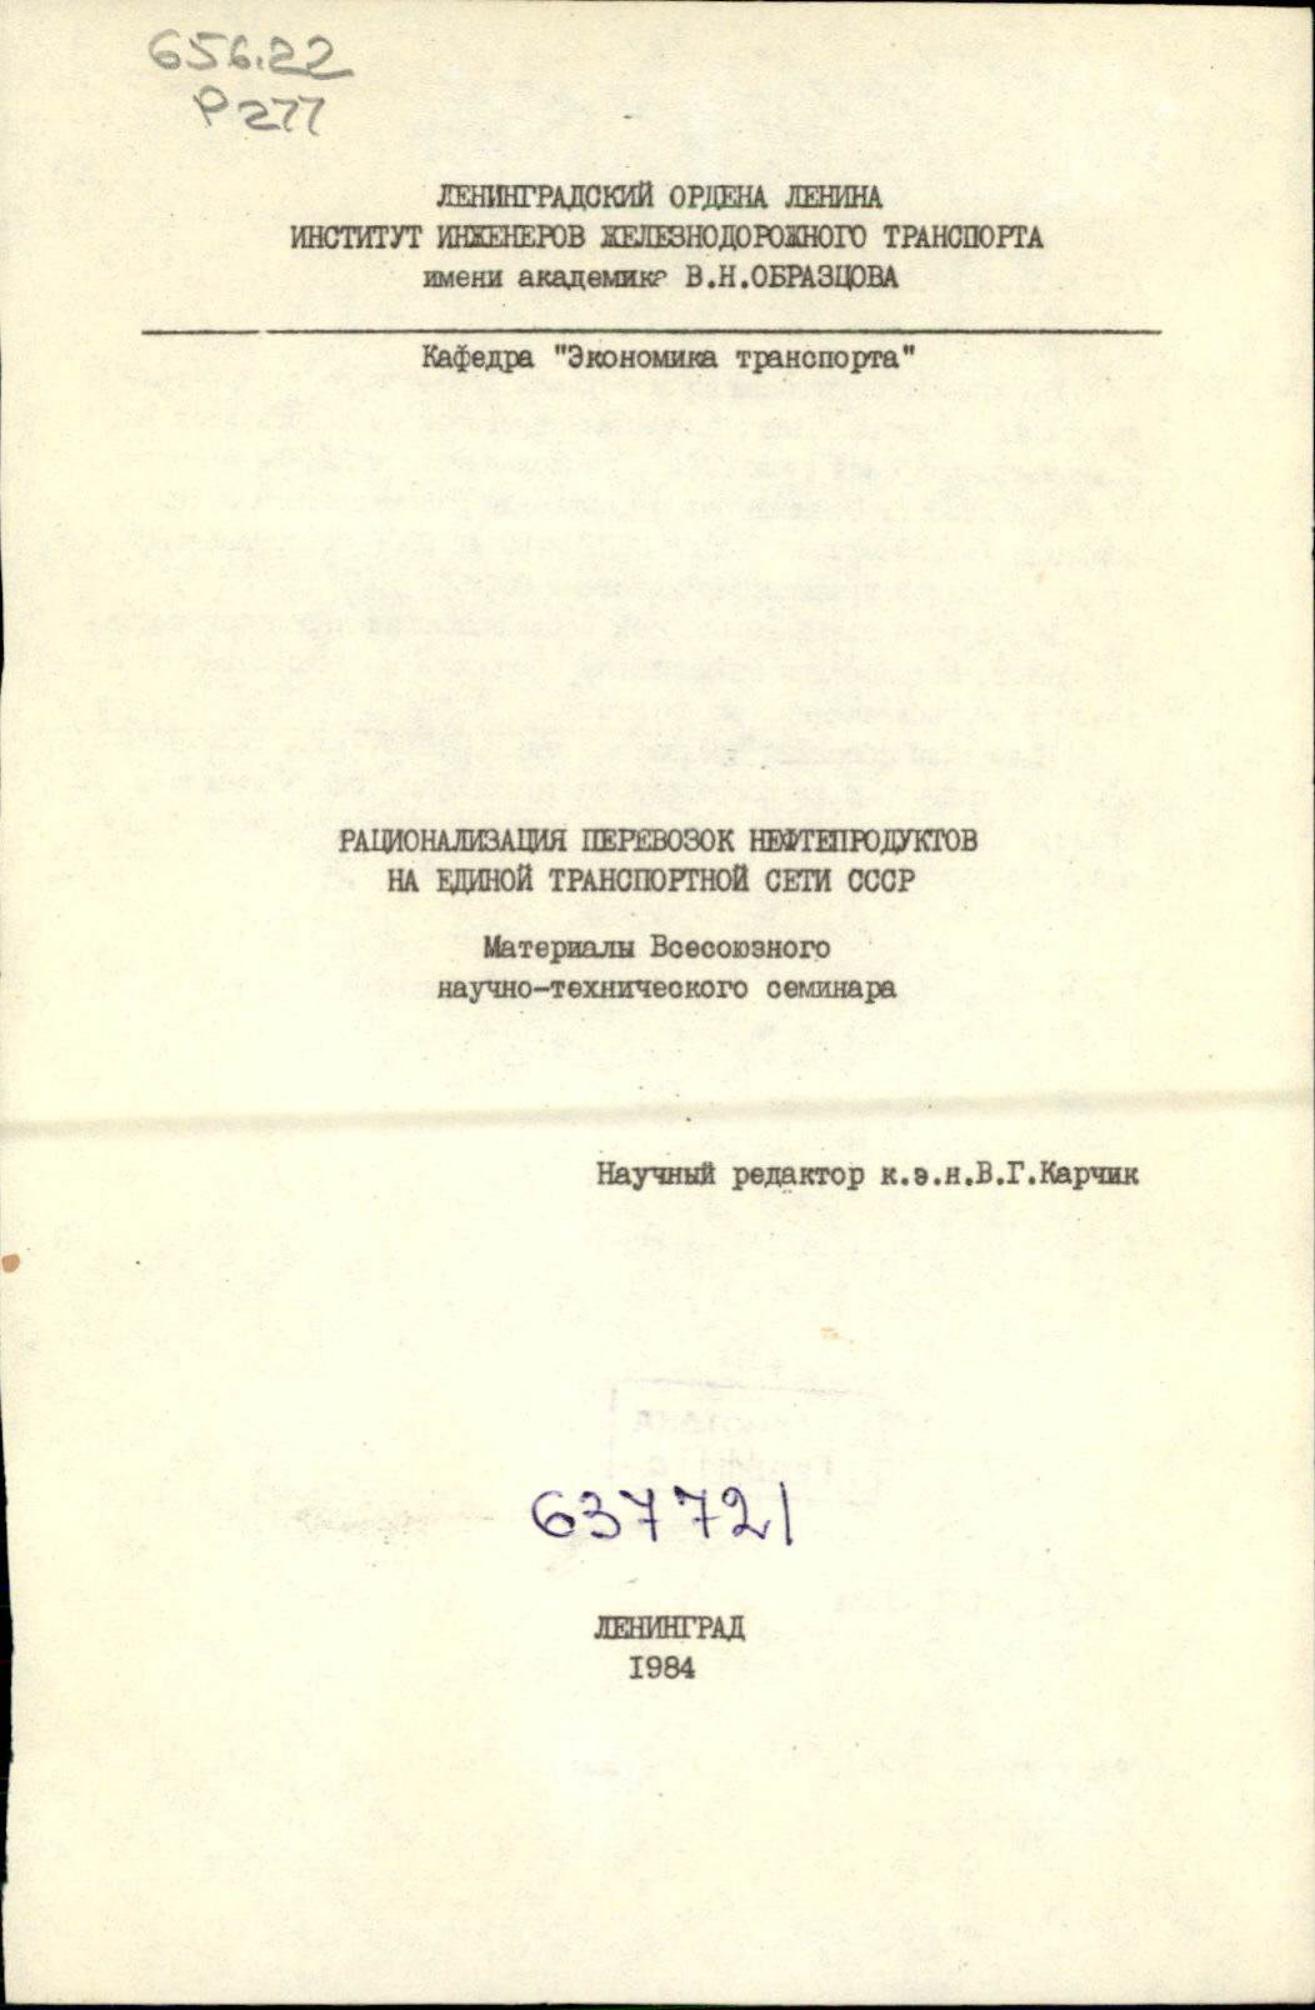 656.22
Р277
ЛЕНИНГРАДСКИЙ ОРДЕНА ЛЕНИНА
ИНСТИТУТ ИНЖЕНЕРОВ ЖЕЛЕЗНОДОРОЖНОГО ТРАНСПОРТА
имени академика В.Н.ОБРАЗЦОВА
Кафедра "Экономика транспорта"
РАЦИОНАЛИЗАЦИЯ ПЕРЕВОЗОК НЕФТЕПРОДУКТОВ
НА ЕДИНОЙ ТРАНСПОРТНОЙ СЕТИ СССР
Материалы Всесоюзного
научно-технического семинара
Научный редактор к.э.н.В.Г.Карчик
637721
ЛЕНИНГРАД
I984